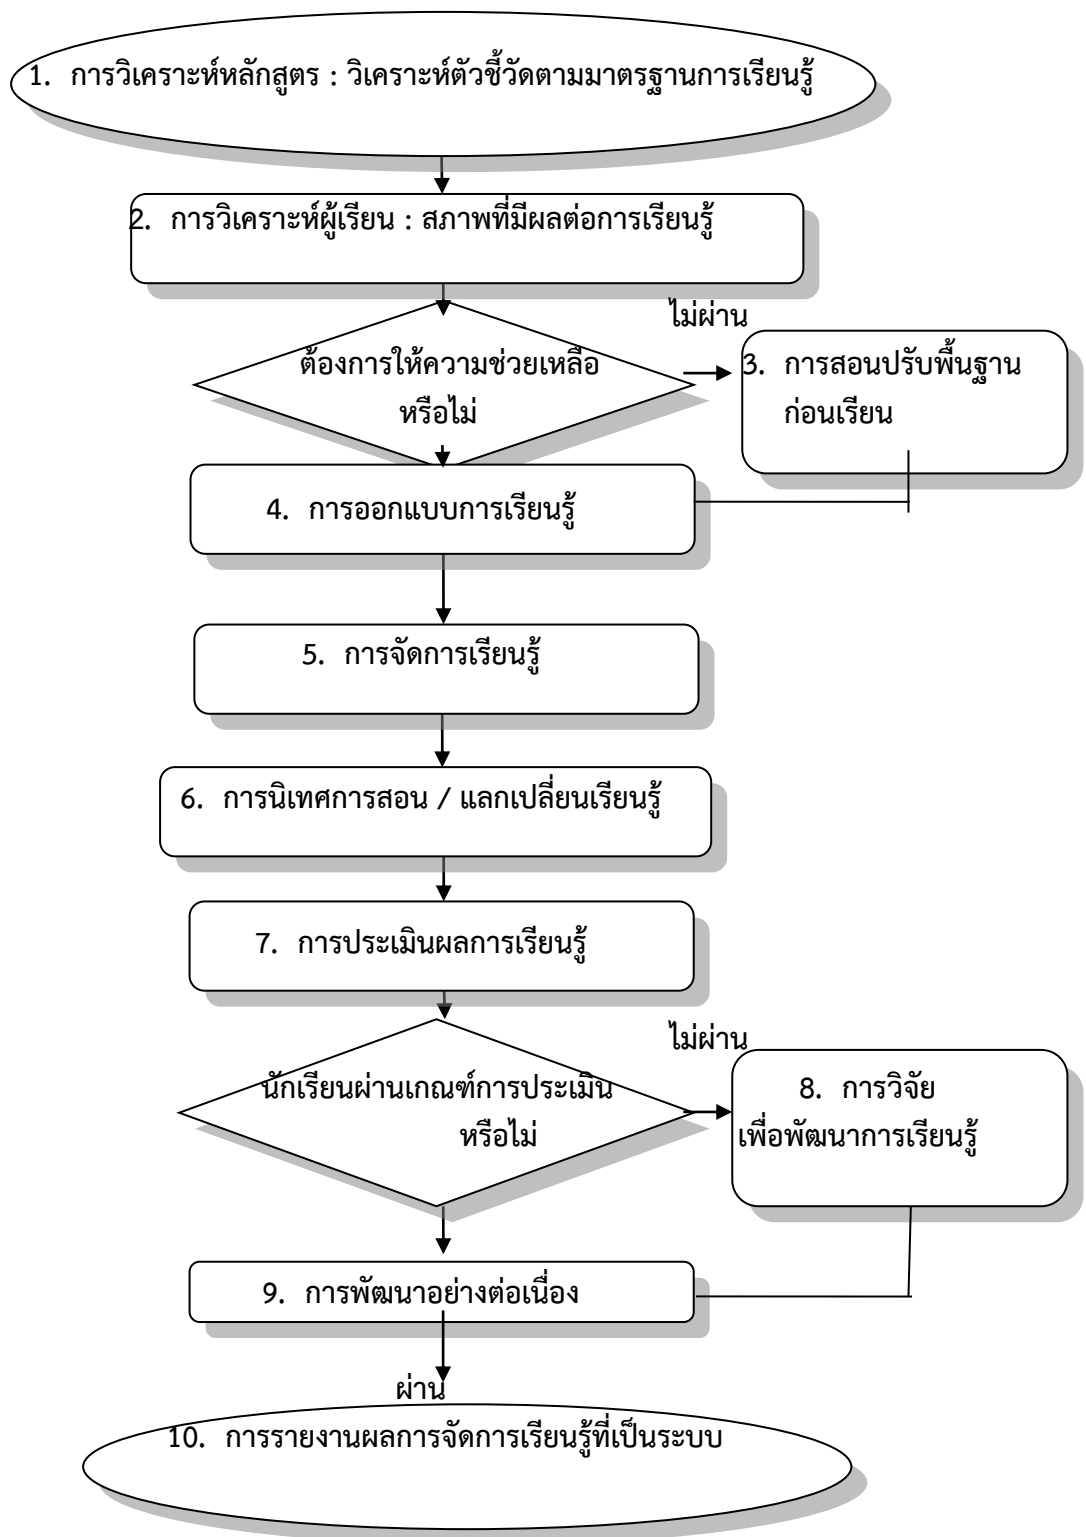 1. การวิเคราะห์หลักสูตร : วิเคราะห์ตัวชี้วัดตามมาตรฐานการเรียนรู้
2. การวิเคราะห์ผู้เรียน : สภาพที่มีผลต่อการเรียนรู้
ไม่ผ่าน
ต้องการให้ความช่วยเหลือ
หรือไม่
3. การสอนปรับพื้นฐาน
ก่อนเรียน
4. การออกแบบการเรียนรู้
5. การจัดการเรียนรู้
6. การนิเทศการสอน / แลกเปลี่ยนเรียนรู้
7. การประเมินผลการเรียนรู้
ไม่ผ่าน
นักเรียนผ่านเกณฑ์การประเมิน
หรือไม่
8. การวิจัย
เพื่อพัฒนาการเรียนรู้
9. การพัฒนาอย่างต่อเนื่อง
ผ่าน
10. การรายงานผลการจัดการเรียนรู้ที่เป็นระบบ